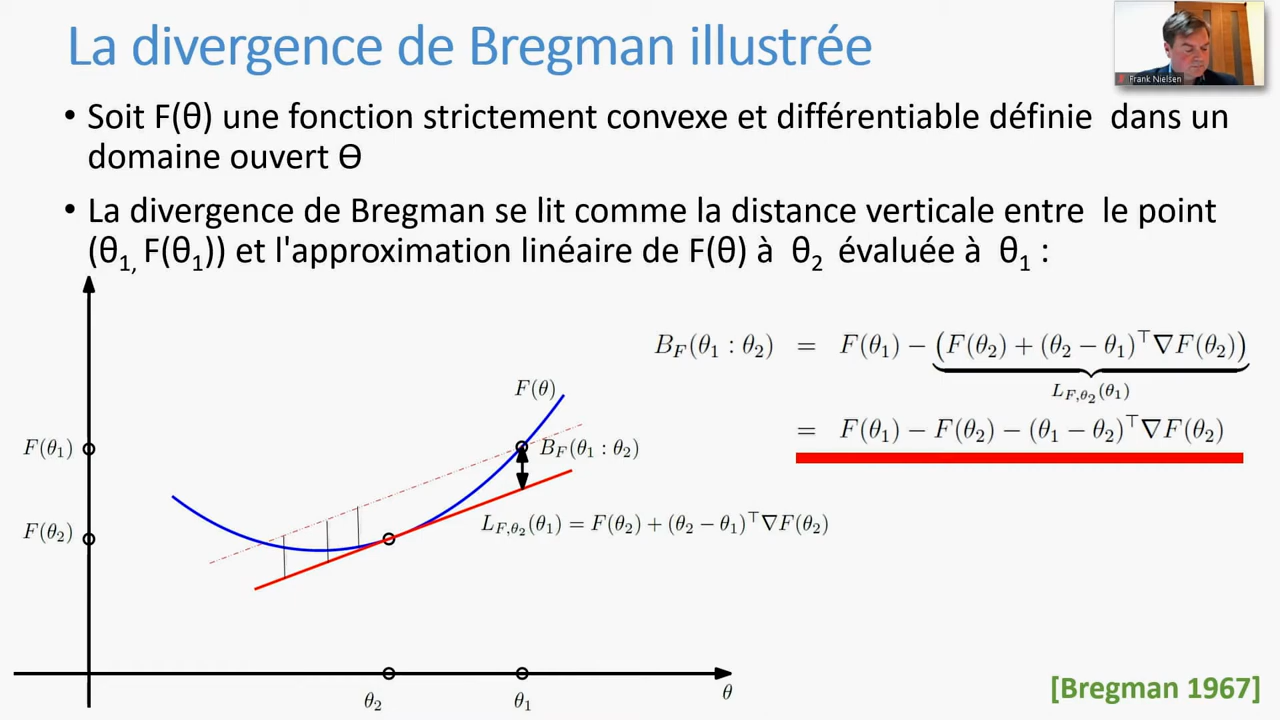 La divergence de Bregman illustrée
Frank Nielsen
• Soit F(θ) une fonction strictement convexe et différentiable définie dans un
domaine ouvert Θ
• La divergence de Bregman se lit comme la distance verticale entre le point
(θ₁, F(θ₁)) et l'approximation linéaire de F(θ) à θ₂ évaluée à θ₁ :
B_F(θ₁ : θ₂) = F(θ₁) − (F(θ₂) + (θ₂ − θ₁)^⊤∇F(θ₂))
L_{F,θ₂}(θ₁)
= F(θ₁) − F(θ₂) − (θ₁ − θ₂)^⊤∇F(θ₂)
F(θ)
F(θ₁)
B_F(θ₁ : θ₂)
F(θ₂)
L_{F,θ₂}(θ₁) = F(θ₂) + (θ₂ − θ₁)^⊤∇F(θ₂)
θ₂
θ₁
θ
[Bregman 1967]